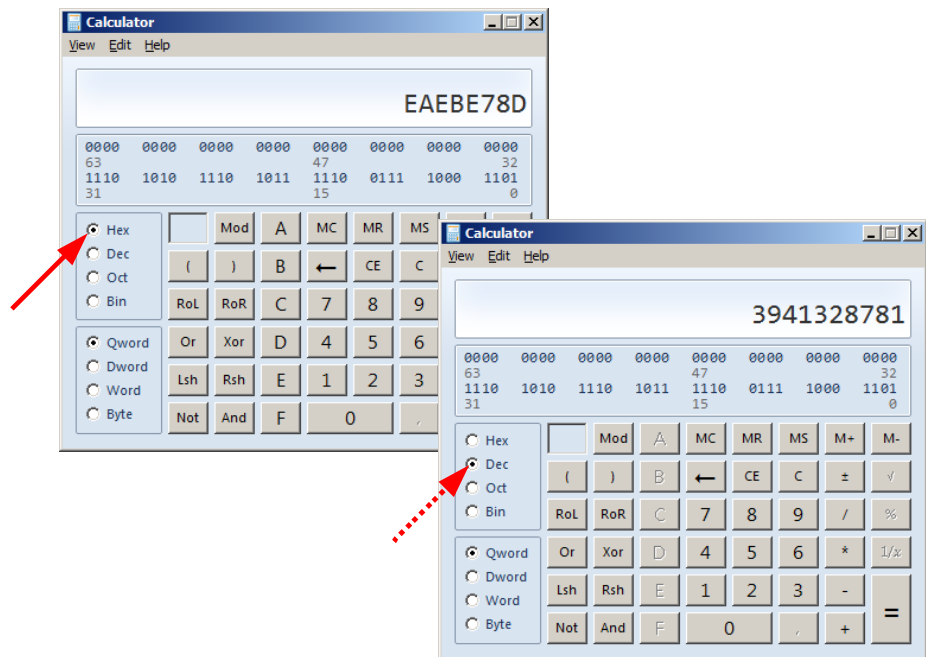 Calculator
View Edit Help
EAEBE78D
0000 0000 0000 0000 0000 0000 0000 0000
63 47 32
1110 1010 1110 1011 1110 0111 1000 1101
31 15 0
Hex Mod A MC MR MS
Dec ( ) B ← CE C
Oct
Bin RoL RoR C 7 8 9
Qword Or Xor D 4 5 6
Dword
Word Lsh Rsh E 1 2 3
Byte Not And F 0 ,
Calculator
View Edit Help
3941328781
0000 0000 0000 0000 0000 0000 0000 0000
63 47 32
1110 1010 1110 1011 1110 0111 1000 1101
31 15 0
Hex Mod A MC MR MS M+ M-
Dec ( ) B ← CE C ± √
Oct
Bin RoL RoR C 7 8 9 / %
Qword Or Xor D 4 5 6 * 1/x
Dword
Word Lsh Rsh E 1 2 3 - =
Byte Not And F 0 , +